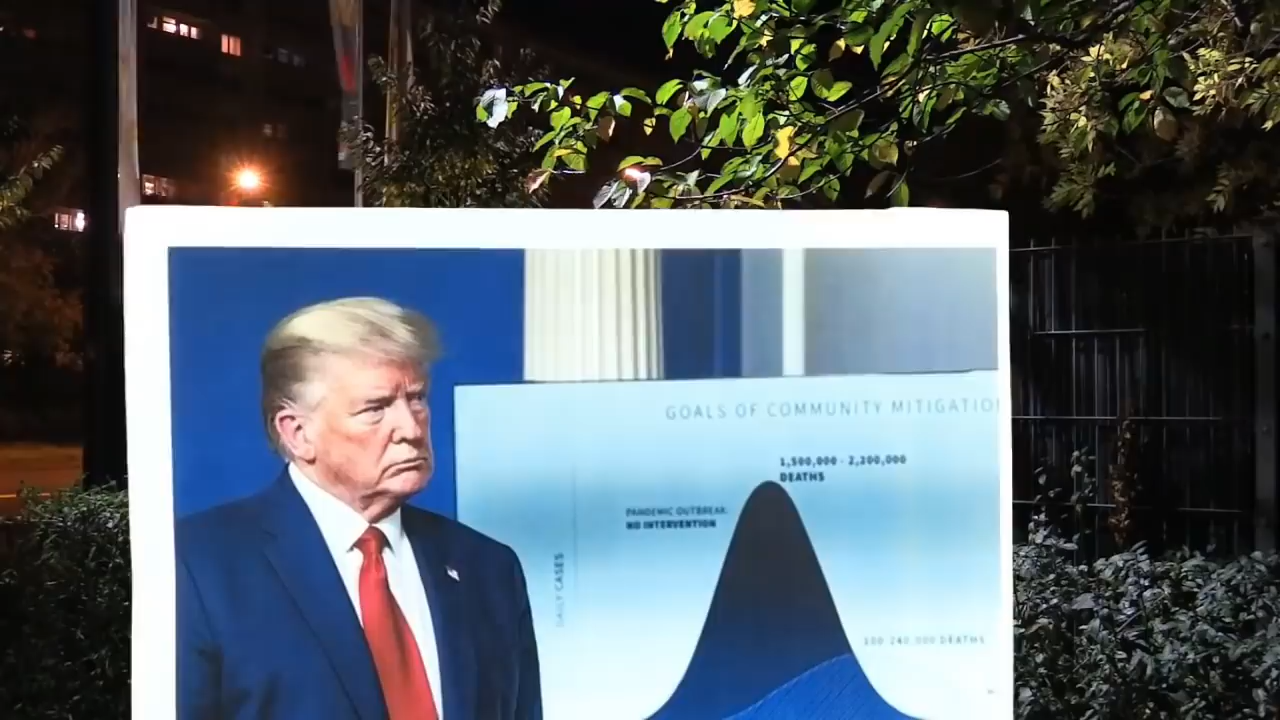 GOALS OF COMMUNITY MITIGATIO
1,500,000 - 2,200,000
DEATHS
PANDEMIC OUTBREAK:
NO INTERVENTION
DAILY CASES
100-240,000 DEATHS